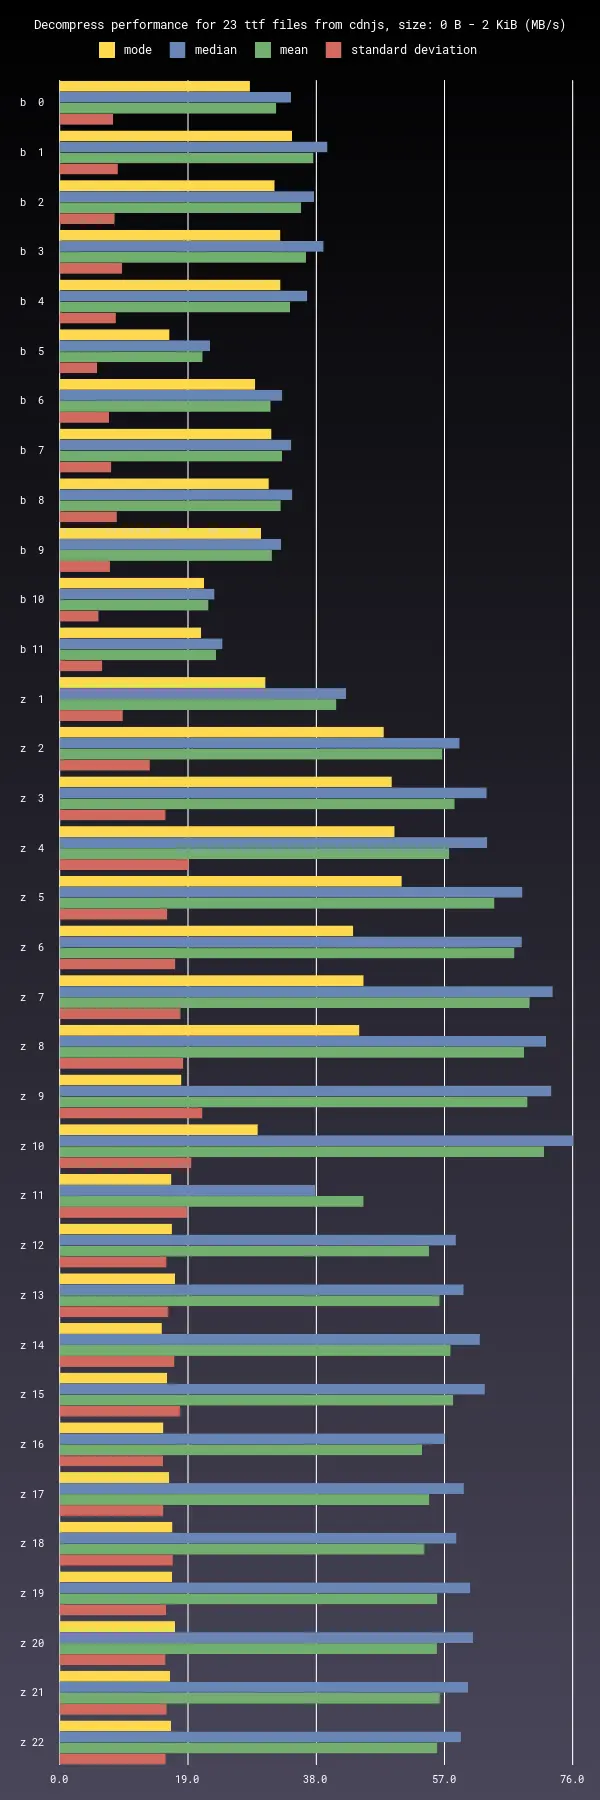 Decompress performance for 23 ttf files from cdnjs, size: 0 B - 2 KiB (MB/s)
mode median mean standard deviation
b 0
b 1
b 2
b 3
b 4
b 5
b 6
b 7
b 8
b 9
b 10
b 11
z 1
z 2
z 3
z 4
z 5
z 6
z 7
z 8
z 9
z 10
z 11
z 12
z 13
z 14
z 15
z 16
z 17
z 18
z 19
z 20
z 21
z 22
0.0 19.0 38.0 57.0 76.0